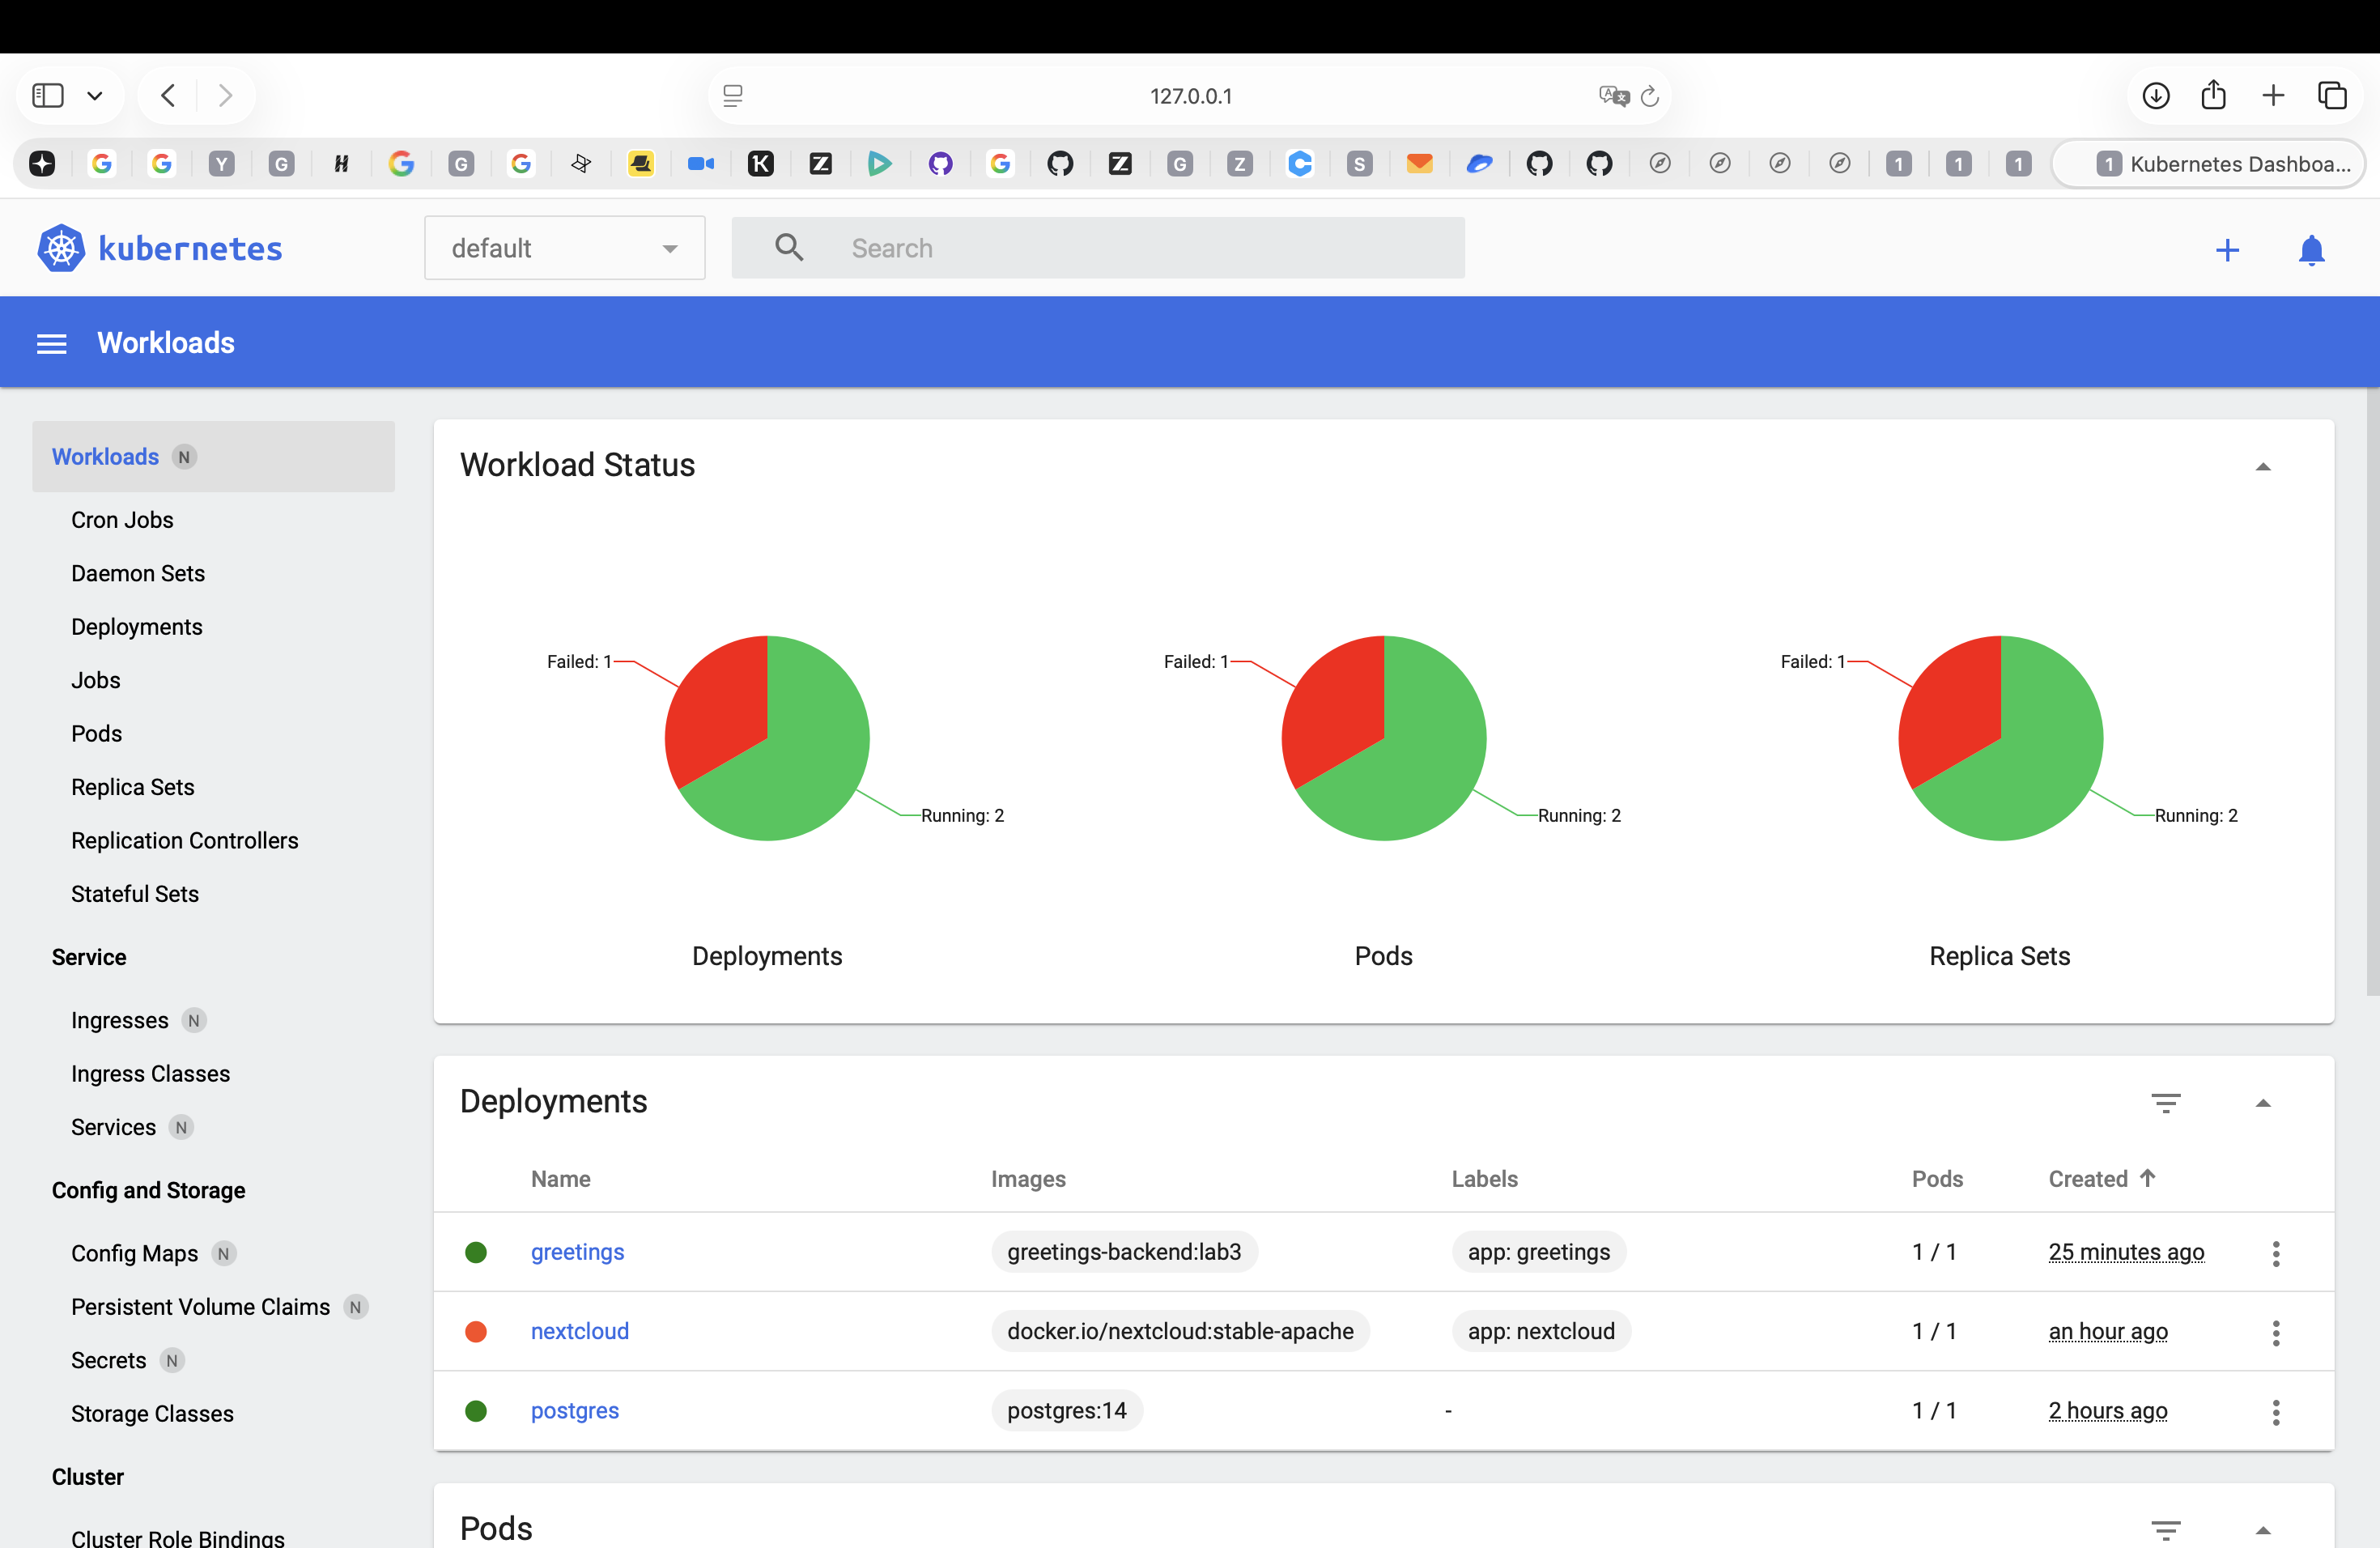 127.0.0.1
Y G H G K Z G Z C S 1 1 1 1 Kubernetes Dashboa...
kubernetes
default
Search
Workloads
Workloads N
Cron Jobs
Daemon Sets
Deployments
Jobs
Pods
Replica Sets
Replication Controllers
Stateful Sets
Service
Ingresses N
Ingress Classes
Services N
Config and Storage
Config Maps N
Persistent Volume Claims N
Secrets N
Storage Classes
Cluster
Cluster Role Bindings
Workload Status
Failed: 1
Running: 2
Deployments
Failed: 1
Running: 2
Pods
Failed: 1
Running: 2
Replica Sets
Deployments
Name Images Labels Pods Created
greetings greetings-backend:lab3 app: greetings 1 / 1 25 minutes ago
nextcloud docker.io/nextcloud:stable-apache app: nextcloud 1 / 1 an hour ago
postgres postgres:14 - 1 / 1 2 hours ago
Pods